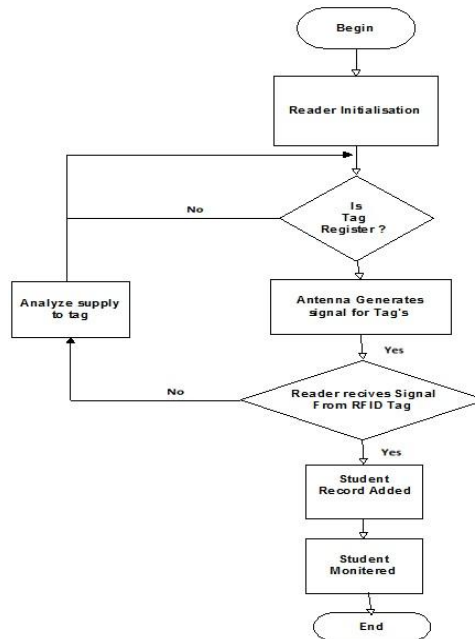 Begin
Reader Initialisation
No
Is
Tag
Register ?
Analyze supply
to tag
Antenna Generates
signal for Tag's
Yes
No
Reader recives Signal
From RFID Tag
Yes
Student
Record Added
Student
Monitered
End